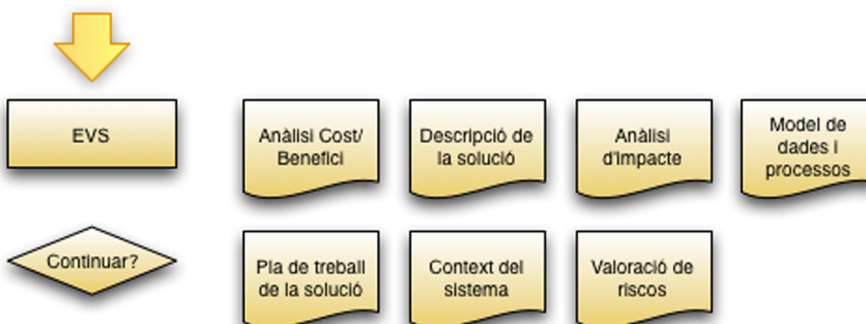 EVS
Anàlisi Cost/
Benefici
Descripció de
la solució
Anàlisi
d'impacte
Model de
dades i
processos
Continuar?
Pla de treball
de la solució
Context del
sistema
Valoració de
riscos